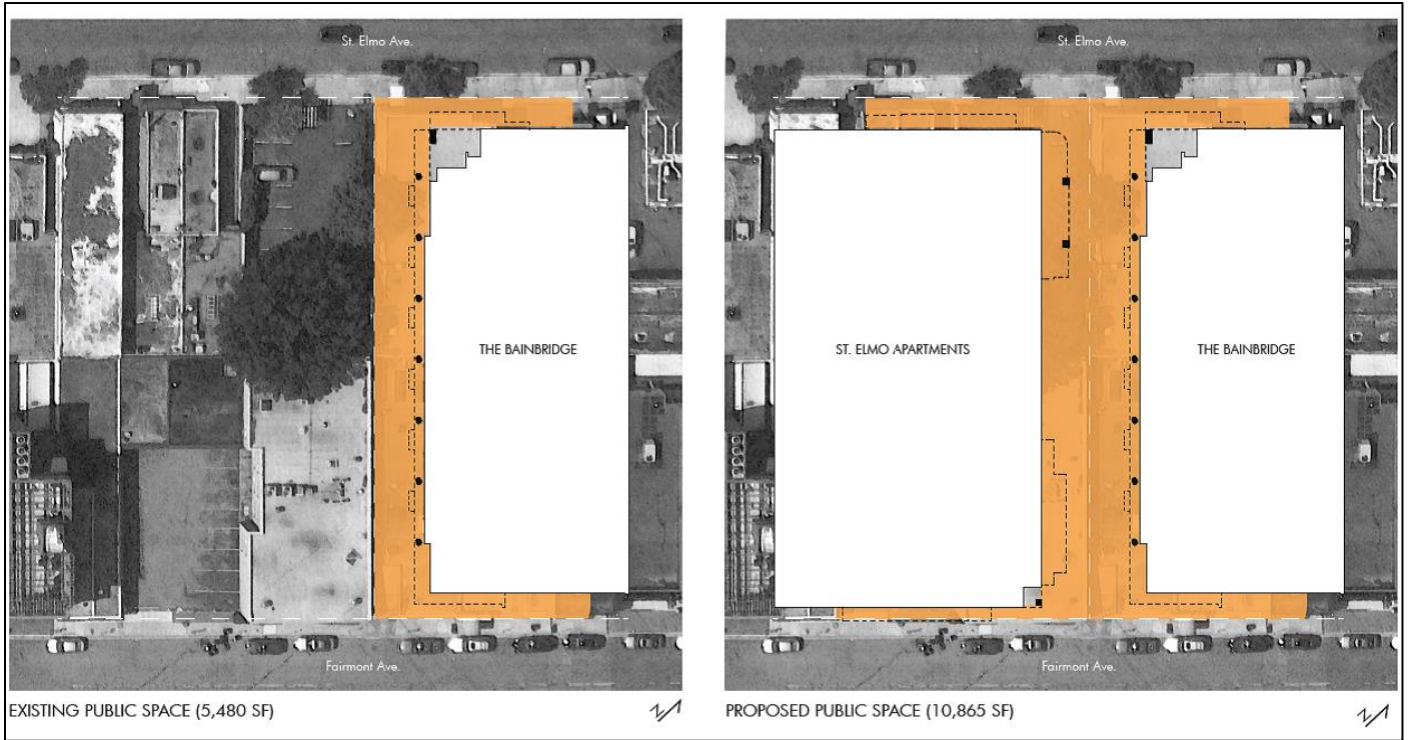 St. Elmo Ave.
THE BAINBRIDGE
Fairmont Ave.
EXISTING PUBLIC SPACE (5,480 SF)
St. Elmo Ave.
ST. ELMO APARTMENTS
THE BAINBRIDGE
Fairmont Ave.
PROPOSED PUBLIC SPACE (10,865 SF)